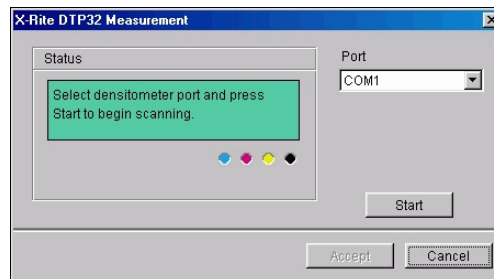 X-Rite DTP32 Measurement
Status
Select densitometer port and press
Start to begin scanning.
Port
COM1
Start
Accept
Cancel